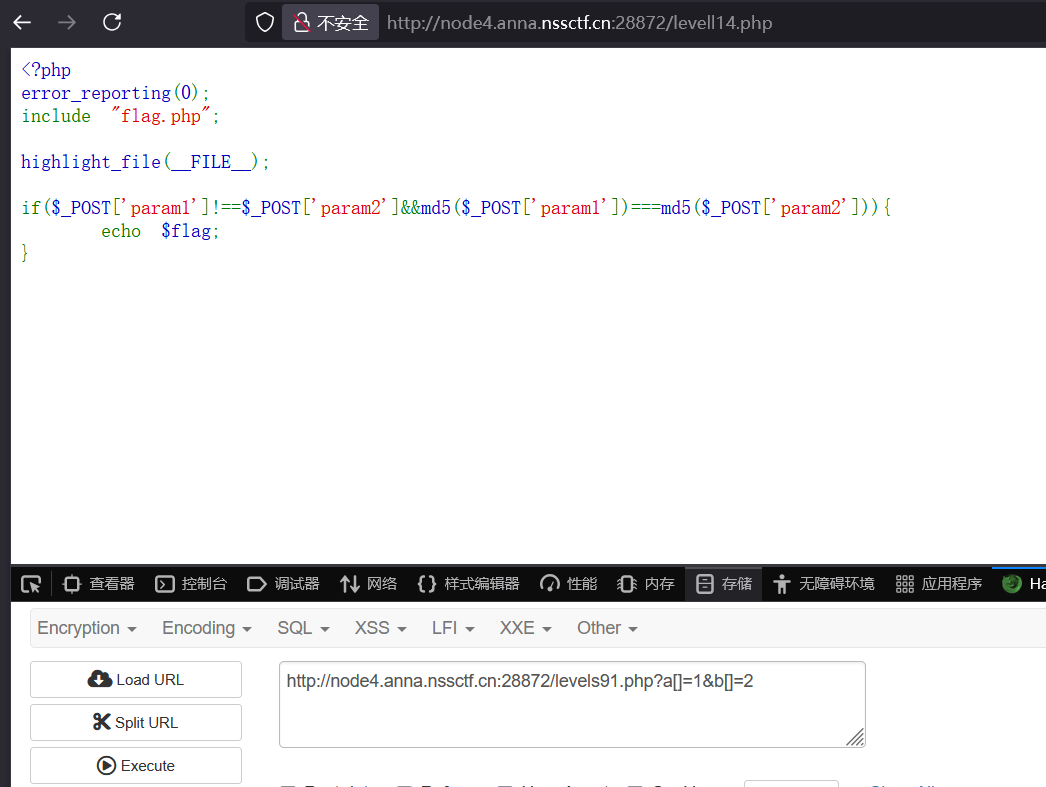 不安全 http://node4.anna.nssctf.cn:28872/levell14.php
<?php
error_reporting(0);
include "flag.php";
highlight_file(__FILE__);
if($_POST['param1']!==$_POST['param2']&&md5($_POST['param1'])===md5($_POST['param2'])){
echo $flag;
}
查看器 控制台 调试器 网络 样式编辑器 性能 内存 存储 无障碍环境 应用程序 Ha
Encryption Encoding SQL XSS LFI XXE Other
Load URL
http://node4.anna.nssctf.cn:28872/levels91.php?a[]=1&b[]=2
Split URL
Execute